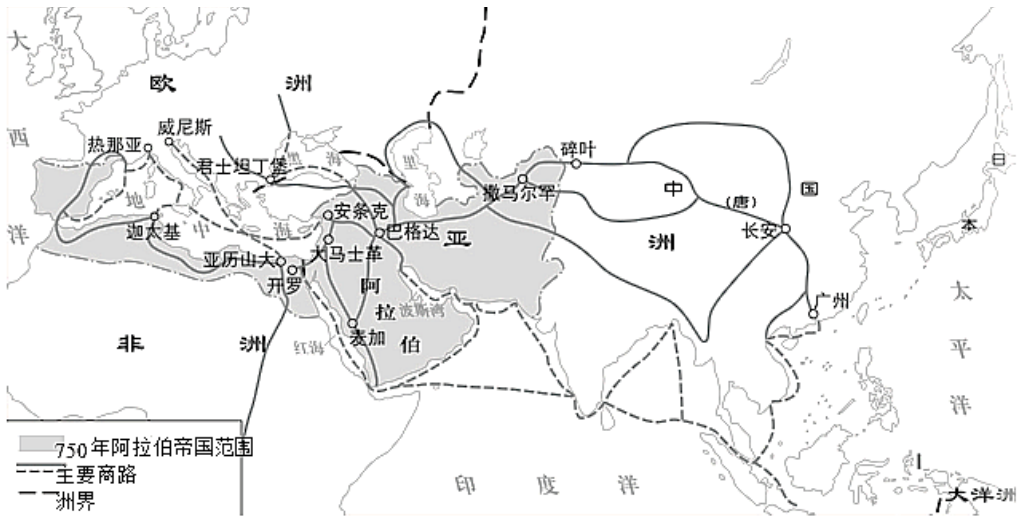 大西洋
欧洲
威尼斯
热那亚
君士坦丁堡
黑海
里海
碎叶
撒马尔罕
中国
(唐)
日本
地中海
迦太基
安条克
巴格达
亚洲
长安
大马士革
亚历山大
开罗
阿拉伯
波斯湾
广州
太平洋
非洲
红海
麦加
750年阿拉伯帝国范围
主要商路
洲界
印度洋
大洋洲